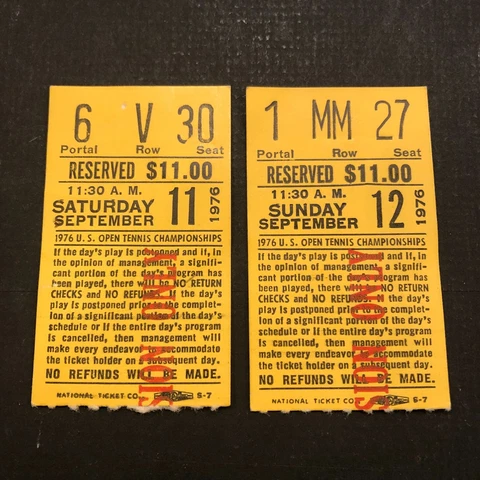 6 V 30
Portal Row Seat
RESERVED $11.00
11:30 A. M.
SATURDAY
SEPTEMBER 11 1976
1976 U. S. OPEN TENNIS CHAMPIONSHIPS
If the day's play is postponed and if, in
the opinion of management, a signifi-
cant portion of the day's program has
been played, there will be NO RETURN
CHECKS and NO REFUNDS. If the day's
play is postponed prior to the comple-
tion of a significant portion of the day's
schedule or if the entire day's program
is cancelled, then management will
make every endeavor to accommodate
the ticket holder on a subsequent day.
NO REFUNDS WILL BE MADE.
NATIONAL TICKET CO. S-7
1 MM 27
Portal Row Seat
RESERVED $11.00
11:30 A. M.
SUNDAY
SEPTEMBER 12 1976
1976 U. S. OPEN TENNIS CHAMPIONSHIPS
If the day's play is postponed and if, in
the opinion of management, a signifi-
cant portion of the day's program has
been played, there will be NO RETURN
CHECKS and NO REFUNDS. If the day's
play is postponed prior to the comple-
tion of a significant portion of the day's
schedule or if the entire day's program
is cancelled, then management will
make every endeavor to accommodate
the ticket holder on a subsequent day.
NO REFUNDS WILL BE MADE.
NATIONAL TICKET CO. S-7